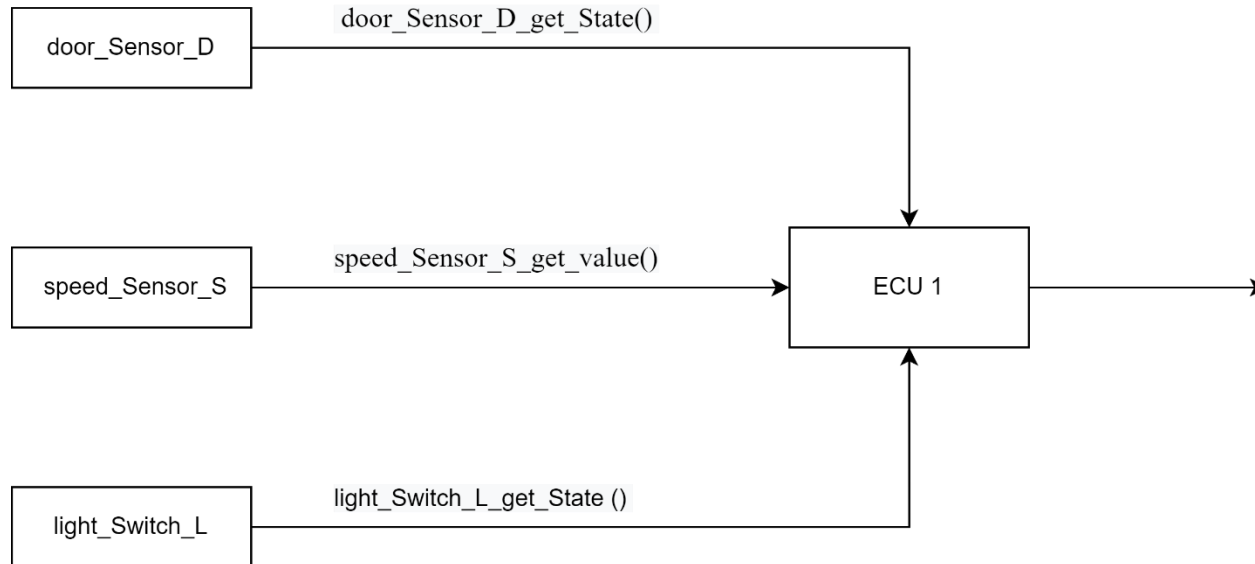 door_Sensor_D_get_State()
door_Sensor_D
speed_Sensor_S_get_value()
speed_Sensor_S
ECU 1
light_Switch_L_get_State ()
light_Switch_L